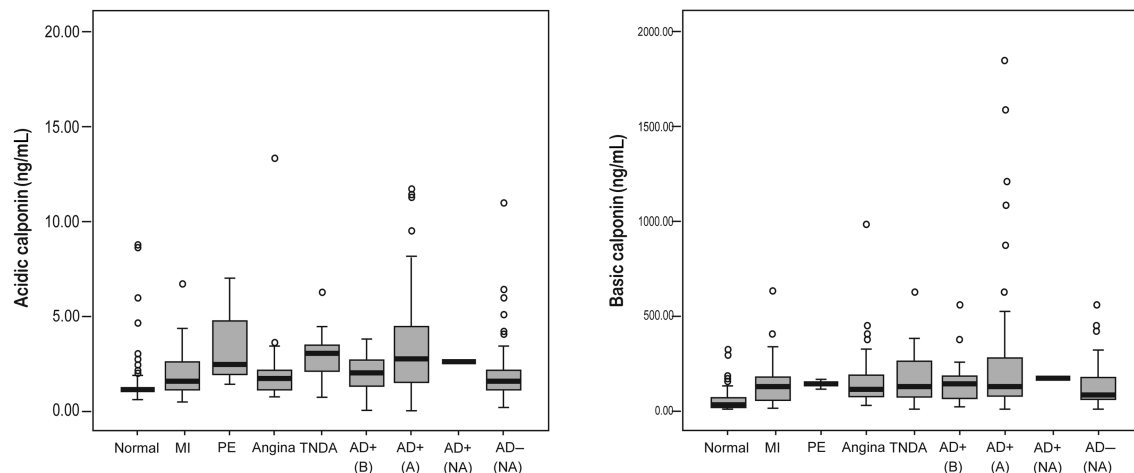 20.00
15.00
10.00
5.00
0.00
Acidic calponin (ng/mL)
Normal MI PE Angina TNDA AD+ AD+ AD+ AD–
(B) (A) (NA) (NA)
2000.00
1500.00
1000.00
500.00
0.00
Basic calponin (ng/mL)
Normal MI PE Angina TNDA AD+ AD+ AD+ AD–
(B) (A) (NA) (NA)